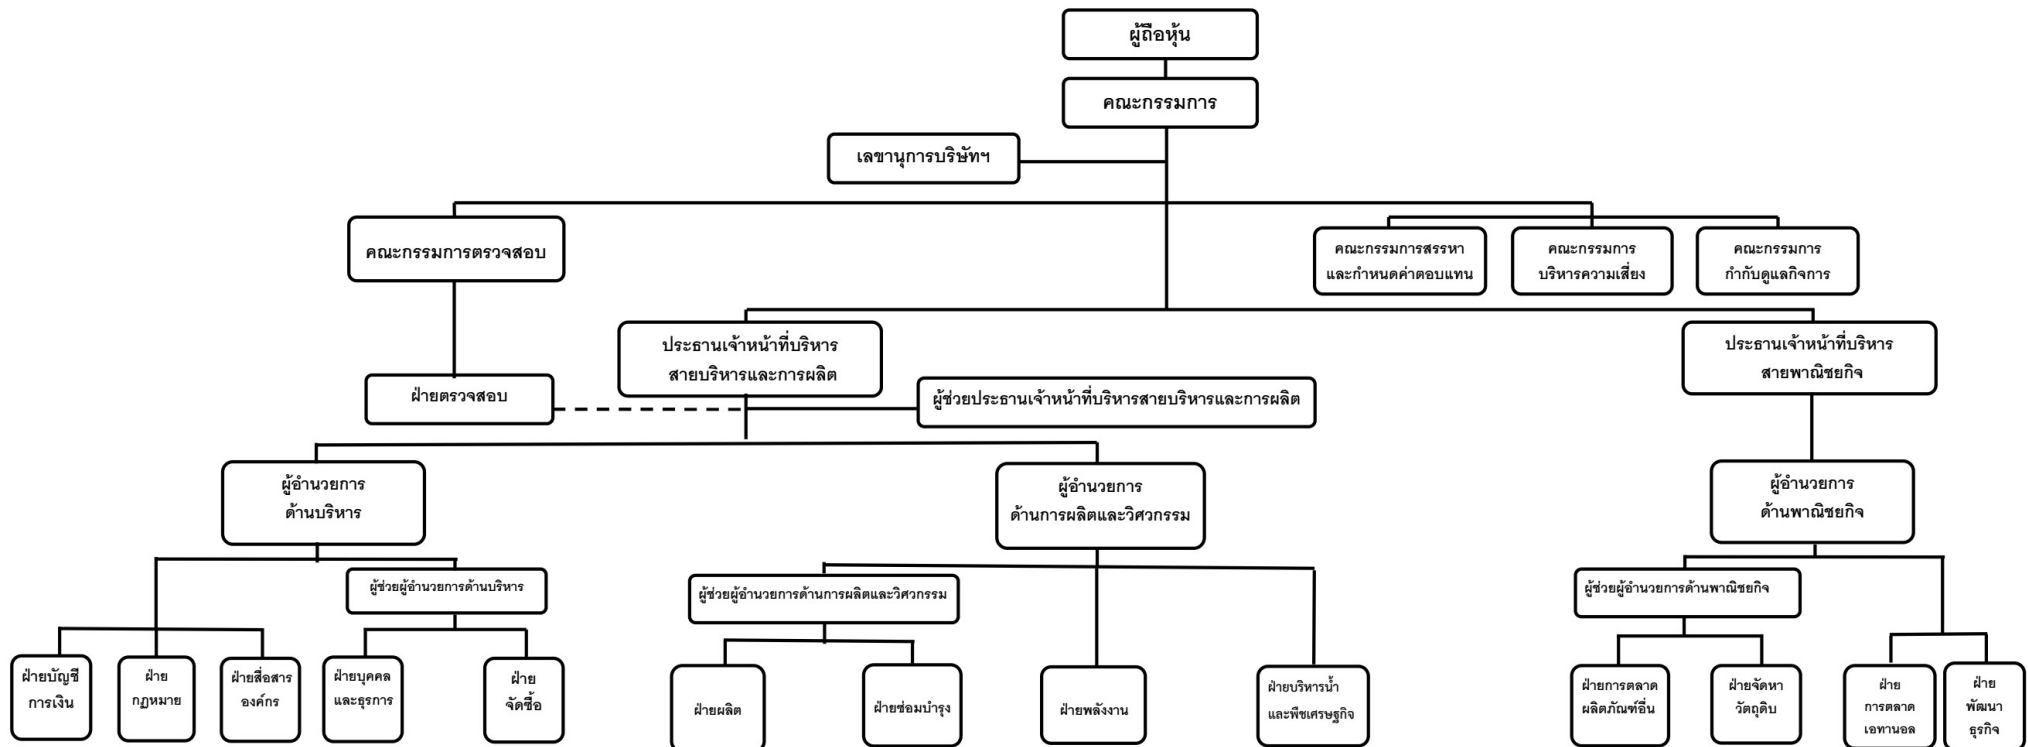 ผู้ถือหุ้น
คณะกรรมการ
เลขานุการบริษัทฯ
คณะกรรมการตรวจสอบ
คณะกรรมการสรรหา
และกำหนดค่าตอบแทน
คณะกรรมการ
บริหารความเสี่ยง
คณะกรรมการ
กำกับดูแลกิจการ
ประธานเจ้าหน้าที่บริหาร
สายบริหารและการผลิต
ประธานเจ้าหน้าที่บริหาร
สายพาณิชยกิจ
ฝ่ายตรวจสอบ
ผู้ช่วยประธานเจ้าหน้าที่บริหารสายบริหารและการผลิต
ผู้อำนวยการ
ด้านบริหาร
ผู้อำนวยการ
ด้านการผลิตและวิศวกรรม
ผู้อำนวยการ
ด้านพาณิชยกิจ
ผู้ช่วยผู้อำนวยการด้านบริหาร
ผู้ช่วยผู้อำนวยการด้านการผลิตและวิศวกรรม
ผู้ช่วยผู้อำนวยการด้านพาณิชยกิจ
ฝ่ายบัญชี
การเงิน
ฝ่าย
กฎหมาย
ฝ่ายสื่อสาร
องค์กร
ฝ่ายบุคคล
และธุรการ
ฝ่าย
จัดซื้อ
ฝ่ายผลิต
ฝ่ายซ่อมบำรุง
ฝ่ายพลังงาน
ฝ่ายบริหารน้ำ
และพืชเศรษฐกิจ
ฝ่ายการตลาด
ผลิตภัณฑ์อื่น
ฝ่ายจัดหา
วัตถุดิบ
ฝ่าย
การตลาด
เอทานอล
ฝ่าย
พัฒนา
ธุรกิจ